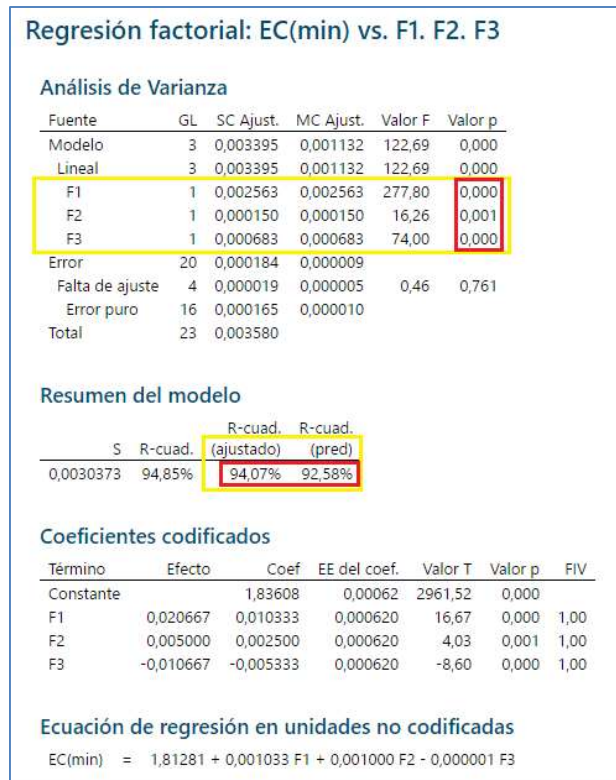 Regresión factorial: EC(min) vs. F1. F2. F3
Análisis de Varianza
Fuente GL SC Ajust. MC Ajust. Valor F Valor p
Modelo 3 0,003395 0,001132 122,69 0,000
Lineal 3 0,003395 0,001132 122,69 0,000
F1 1 0,002563 0,002563 277,80 0,000
F2 1 0,000150 0,000150 16,26 0,001
F3 1 0,000683 0,000683 74,00 0,000
Error 20 0,000184 0,000009
Falta de ajuste 4 0,000019 0,000005 0,46 0,761
Error puro 16 0,000165 0,000010
Total 23 0,003580
Resumen del modelo
R-cuad. R-cuad.
S R-cuad. (ajustado) (pred)
0,0030373 94,85% 94,07% 92,58%
Coeficientes codificados
Término Efecto Coef EE del coef. Valor T Valor p FIV
Constante 1,83608 0,00062 2961,52 0,000
F1 0,020667 0,010333 0,000620 16,67 0,000 1,00
F2 0,005000 0,002500 0,000620 4,03 0,001 1,00
F3 -0,010667 -0,005333 0,000620 -8,60 0,000 1,00
Ecuación de regresión en unidades no codificadas
EC(min) = 1,81281 + 0,001033 F1 + 0,001000 F2 - 0,000001 F3